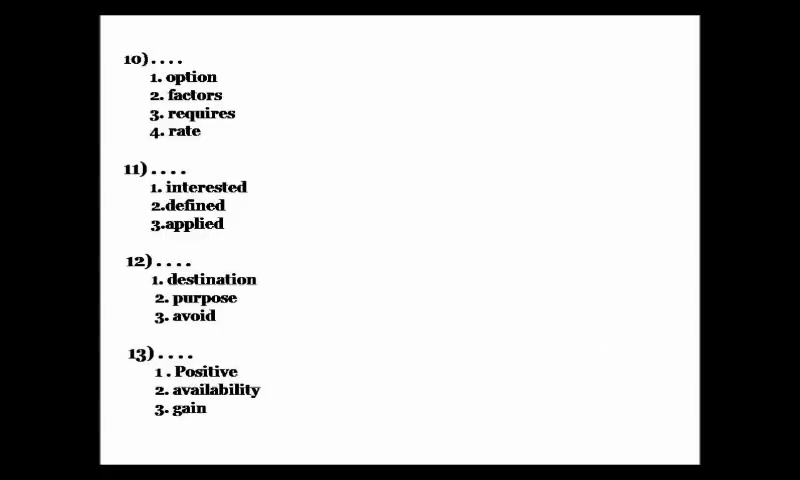 10) . . . .
1. option
2. factors
3. requires
4. rate
11) . . . .
1. interested
2.defined
3.applied
12) . . . .
1. destination
2. purpose
3. avoid
13) . . . .
1 . Positive
2. availability
3. gain